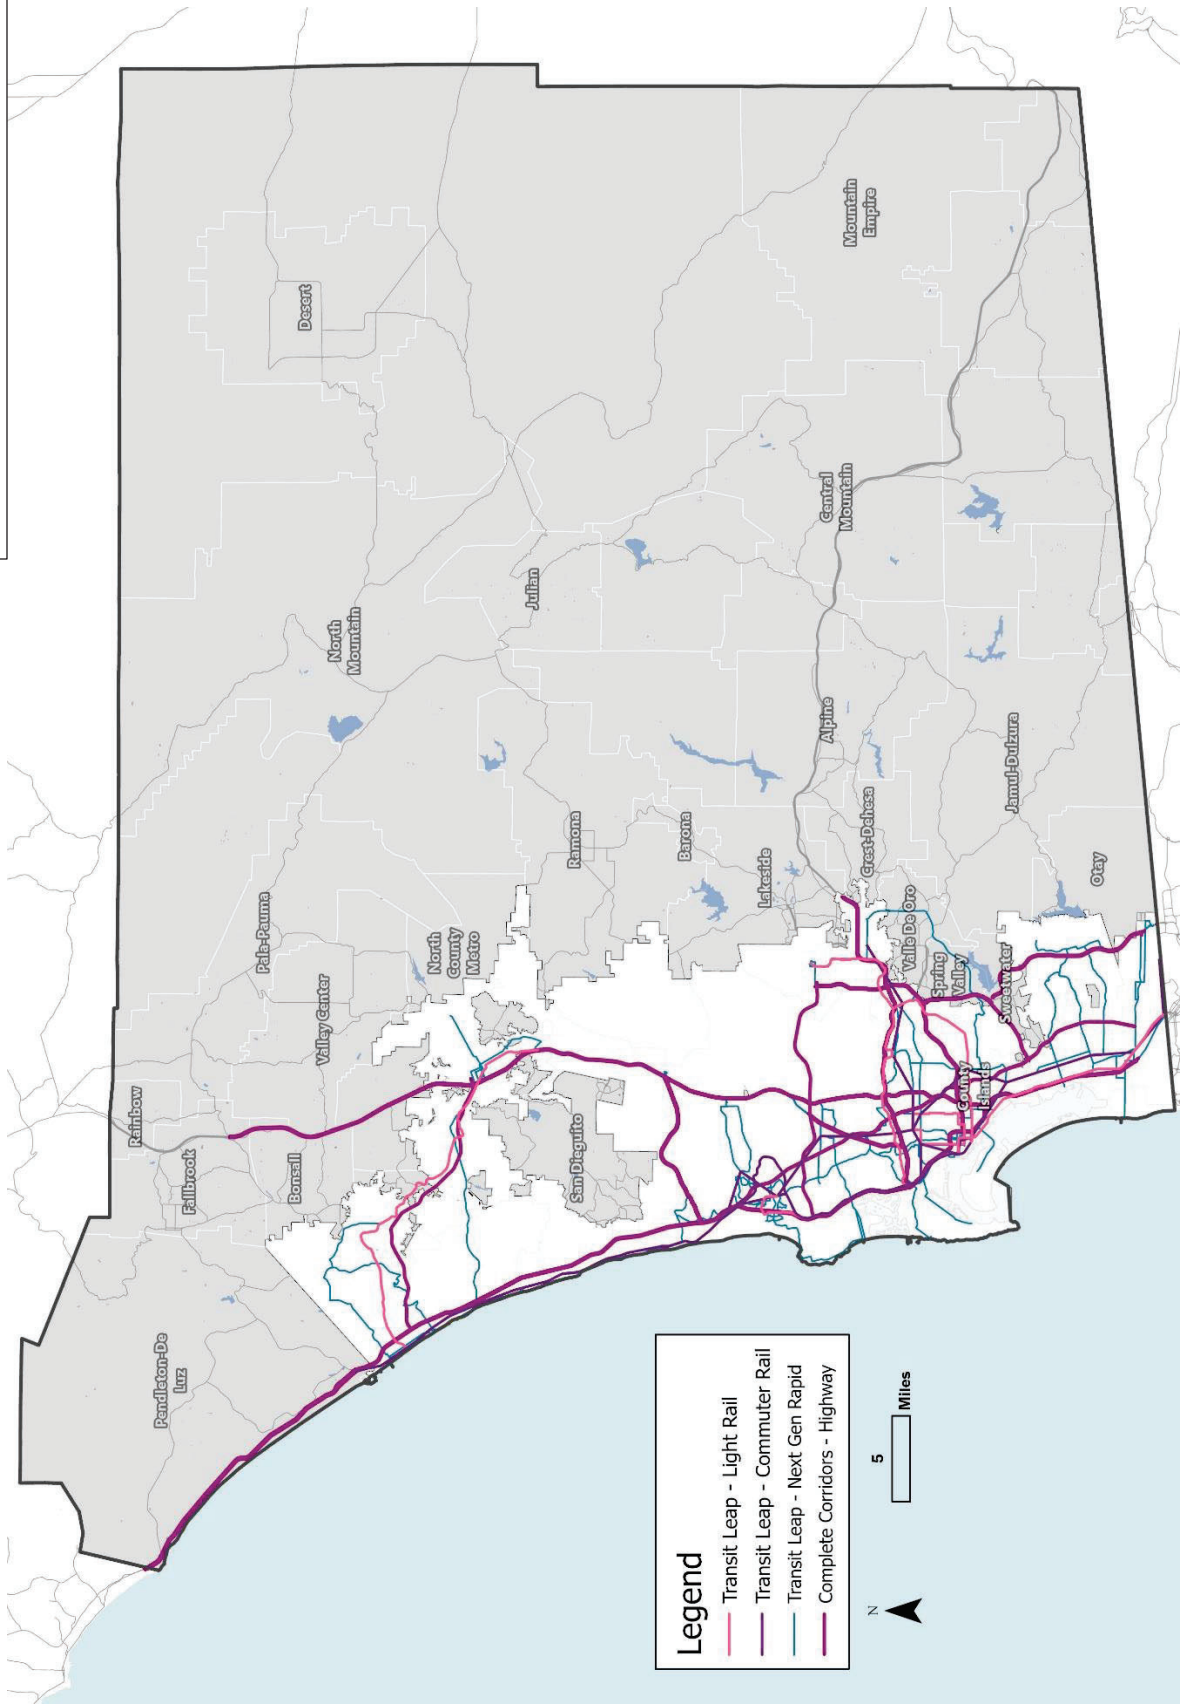 Rainbow
Fallbrook
Pendleton-De
Luz
Bonsall
Pala-Pauma
Valley Center
North
Mountain
Desert
North
County
Metro
San Dieguito
Julian
Ramona
Barona
Lakeside
Alpine
Central
Mountain
Mountain
Empire
Crest-Dehesa
Valle De Oro
Spring
Valley
County
Islands
Sweetwater
Jamul-Dulzura
Otay
Legend
Transit Leap - Light Rail
Transit Leap - Commuter Rail
Transit Leap - Next Gen Rapid
Complete Corridors - Highway
N
5
Miles